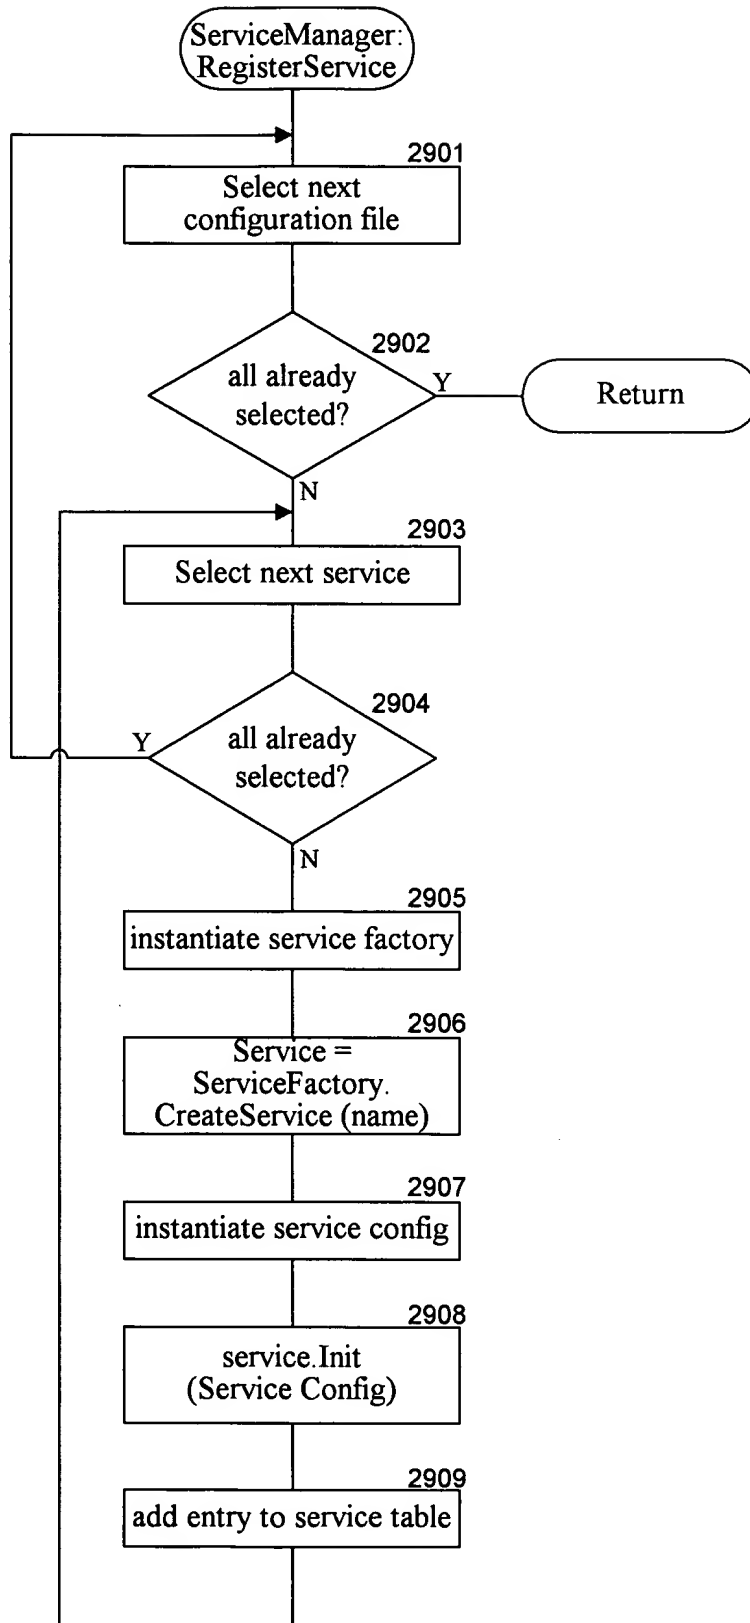 ServiceManager:
RegisterService
2901
Select next
configuration file
2902
all already
selected?
Y
Return
N
2903
Select next service
2904
Y
all already
selected?
N
2905
instantiate service factory
2906
Service =
ServiceFactory.
CreateService (name)
2907
instantiate service config
2908
service.Init
(Service Config)
2909
add entry to service table